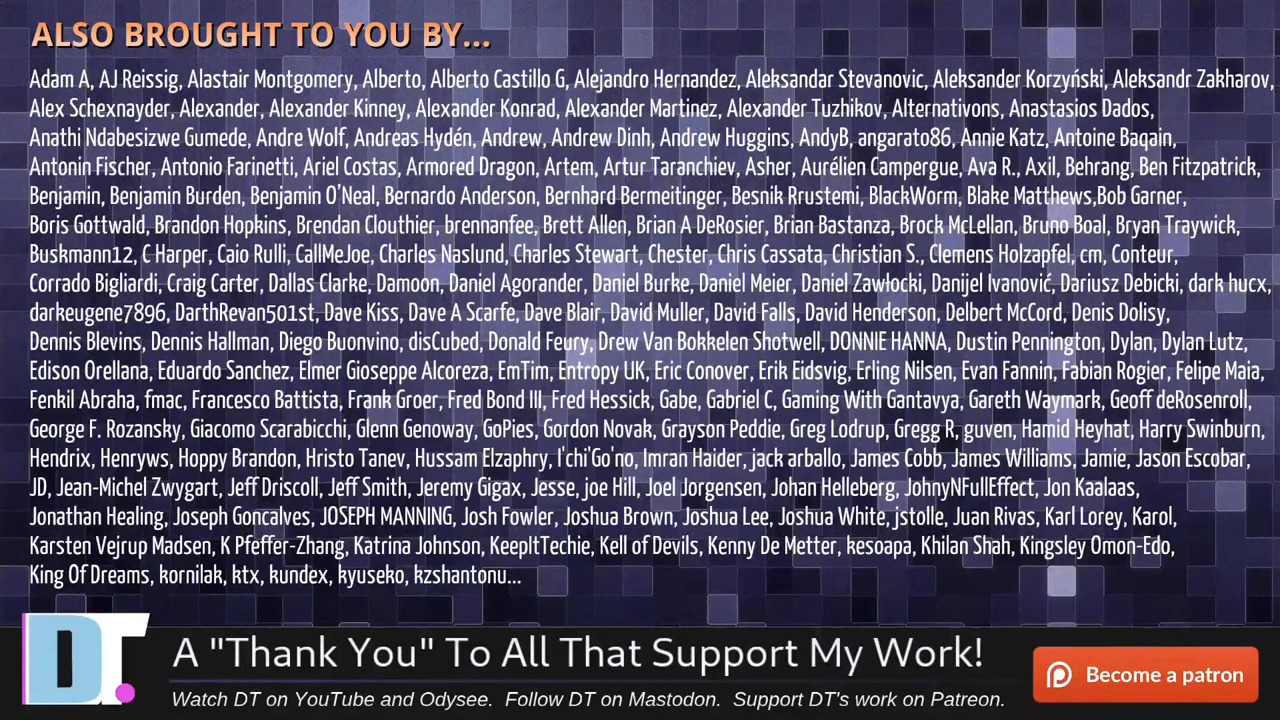 ALSO BROUGHT TO YOU BY...
Adam A, AJ Reissig, Alastair Montgomery, Alberto, Alberto Castillo G, Alejandro Hernandez, Aleksandar Stevanovic, Aleksander Korzyński, Aleksandr Zakharov,
Alex Schexnayder, Alexander, Alexander Kinney, Alexander Konrad, Alexander Martinez, Alexander Tuzhikov, Alternativons, Anastasios Dados,
Anathi Ndabesizwe Gumede, Andre Wolf, Andreas Hydén, Andrew, Andrew Dinh, Andrew Huggins, AndyB, angarato86, Annie Katz, Antoine Baqain,
Antonin Fischer, Antonio Farinetti, Ariel Costas, Armored Dragon, Artem, Artur Taranchiev, Asher, Aurélien Campergue, Ava R., Axil, Behrang, Ben Fitzpatrick,
Benjamin, Benjamin Burden, Benjamin O'Neal, Bernardo Anderson, Bernhard Bermeitinger, Besnik Rrustemi, BlackWorm, Blake Matthews,Bob Garner,
Boris Gottwald, Brandon Hopkins, Brendan Clouthier, brennanfee, Brett Allen, Brian A DeRosier, Brian Bastanza, Brock McLellan, Bruno Boal, Bryan Traywick,
Buskmann12, C Harper, Caio Rulli, CallMeJoe, Charles Naslund, Charles Stewart, Chester, Chris Cassata, Christian S., Clemens Holzapfel, cm, Conteur,
Corrado Bigliardi, Craig Carter, Dallas Clarke, Damoon, Daniel Agorander, Daniel Burke, Daniel Meier, Daniel Zawłocki, Danijel Ivanović, Dariusz Debicki, dark hucx,
darkeugene7896, DarthRevan501st, Dave Kiss, Dave A Scarfe, Dave Blair, David Muller, David Falls, David Henderson, Delbert McCord, Denis Dolisy,
Dennis Blevins, Dennis Hallman, Diego Buonvino, disCubed, Donald Feury, Drew Van Bokkelen Shotwell, DONNIE HANNA, Dustin Pennington, Dylan, Dylan Lutz,
Edison Orellana, Eduardo Sanchez, Elmer Gioseppe Alcoreza, EmTim, Entropy UK, Eric Conover, Erik Eidsvig, Erling Nilsen, Evan Fannin, Fabian Rogier, Felipe Maia,
Fenkil Abraha, fmac, Francesco Battista, Frank Groer, Fred Bond III, Fred Hessick, Gabe, Gabriel C, Gaming With Gantavya, Gareth Waymark, Geoff deRosenroll,
George F. Rozansky, Giacomo Scarabicchi, Glenn Genoway, GoPies, Gordon Novak, Grayson Peddie, Greg Lodrup, Gregg R, guven, Hamid Heyhat, Harry Swinburn,
Hendrix, Henryws, Hoppy Brandon, Hristo Tanev, Hussam Elzaphry, I'chi'Go'no, Imran Haider, jack arballo, James Cobb, James Williams, Jamie, Jason Escobar,
JD, Jean-Michel Zwygart, Jeff Driscoll, Jeff Smith, Jeremy Gigax, Jesse, joe Hill, Joel Jorgensen, Johan Helleberg, JohnyNFullEffect, Jon Kaalaas,
Jonathan Healing, Joseph Goncalves, JOSEPH MANNING, Josh Fowler, Joshua Brown, Joshua Lee, Joshua White, jstolle, Juan Rivas, Karl Lorey, Karol,
Karsten Vejrup Madsen, K Pfeffer-Zhang, Katrina Johnson, KeepItTechie, Kell of Devils, Kenny De Metter, kesoapa, Khilan Shah, Kingsley Omon-Edo,
King Of Dreams, kornilak, ktx, kundex, kyuseko, kzshantonu...
DT.
A "Thank You" To All That Support My Work!
Watch DT on YouTube and Odysee. Follow DT on Mastodon. Support DT's work on Patreon.
Become a patron